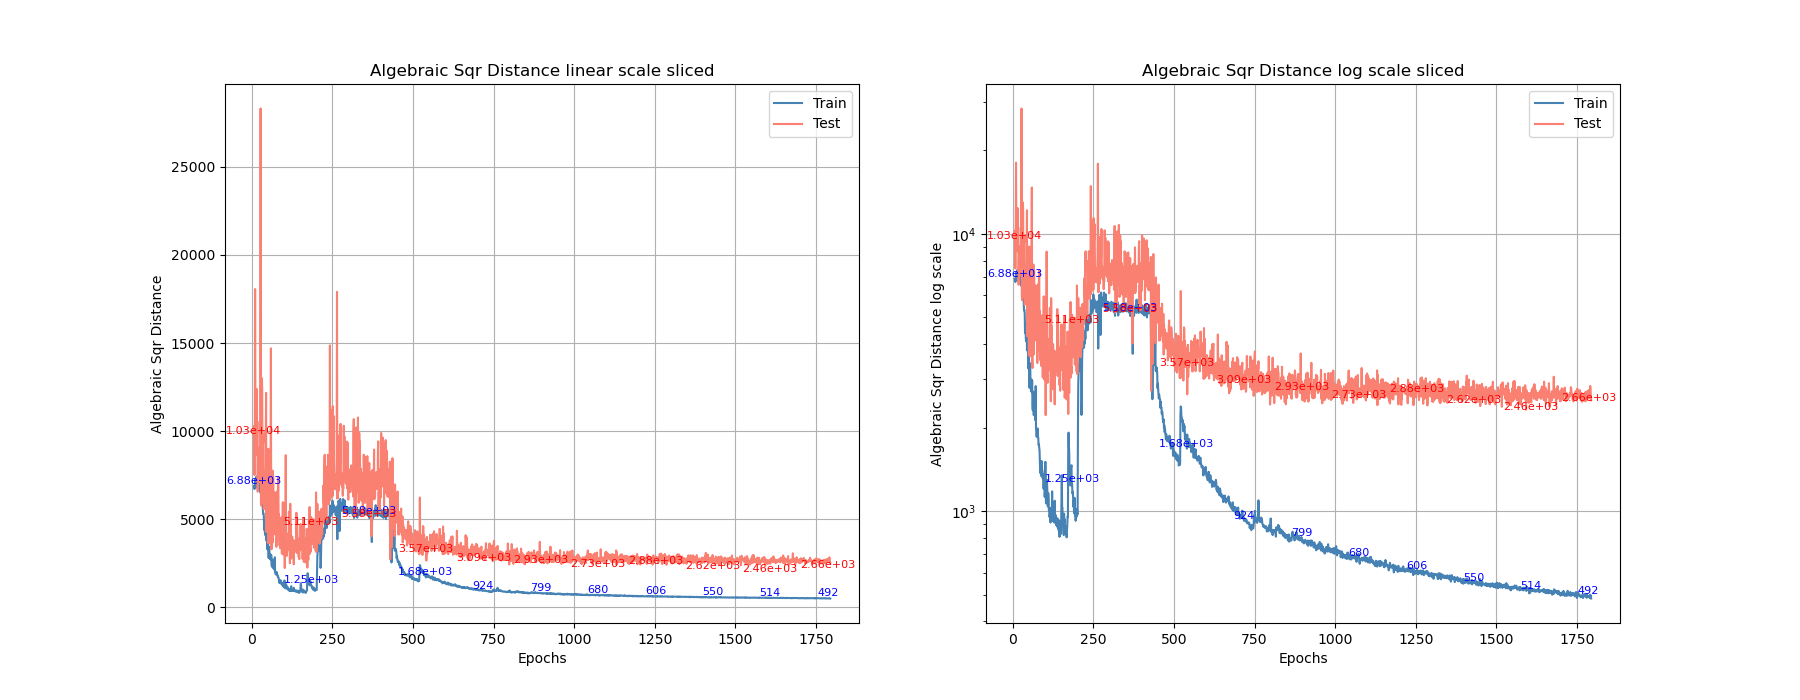 Algebraic Sqr Distance linear scale sliced
Algebraic Sqr Distance
25000
20000
15000
10000
5000
0
Train
Test
1.03e+04
6.88e+03
5.11e+03
1.25e+03
5.18e+03
3.57e+03
1.68e+03
3.09e+03
924
2.93e+03
799
2.73e+03
680
2.88e+03
606
2.62e+03
550
2.46e+03
514
2.66e+03
492
0 250 500 750 1000 1250 1500 1750
Epochs
Algebraic Sqr Distance log scale sliced
Algebraic Sqr Distance log scale
10⁴
10³
Train
Test
1.03e+04
6.88e+03
5.11e+03
1.25e+03
3.57e+03
1.68e+03
3.09e+03
924
2.93e+03
799
2.73e+03
680
2.88e+03
606
2.62e+03
550
2.46e+03
514
2.66e+03
492
0 250 500 750 1000 1250 1500 1750
Epochs